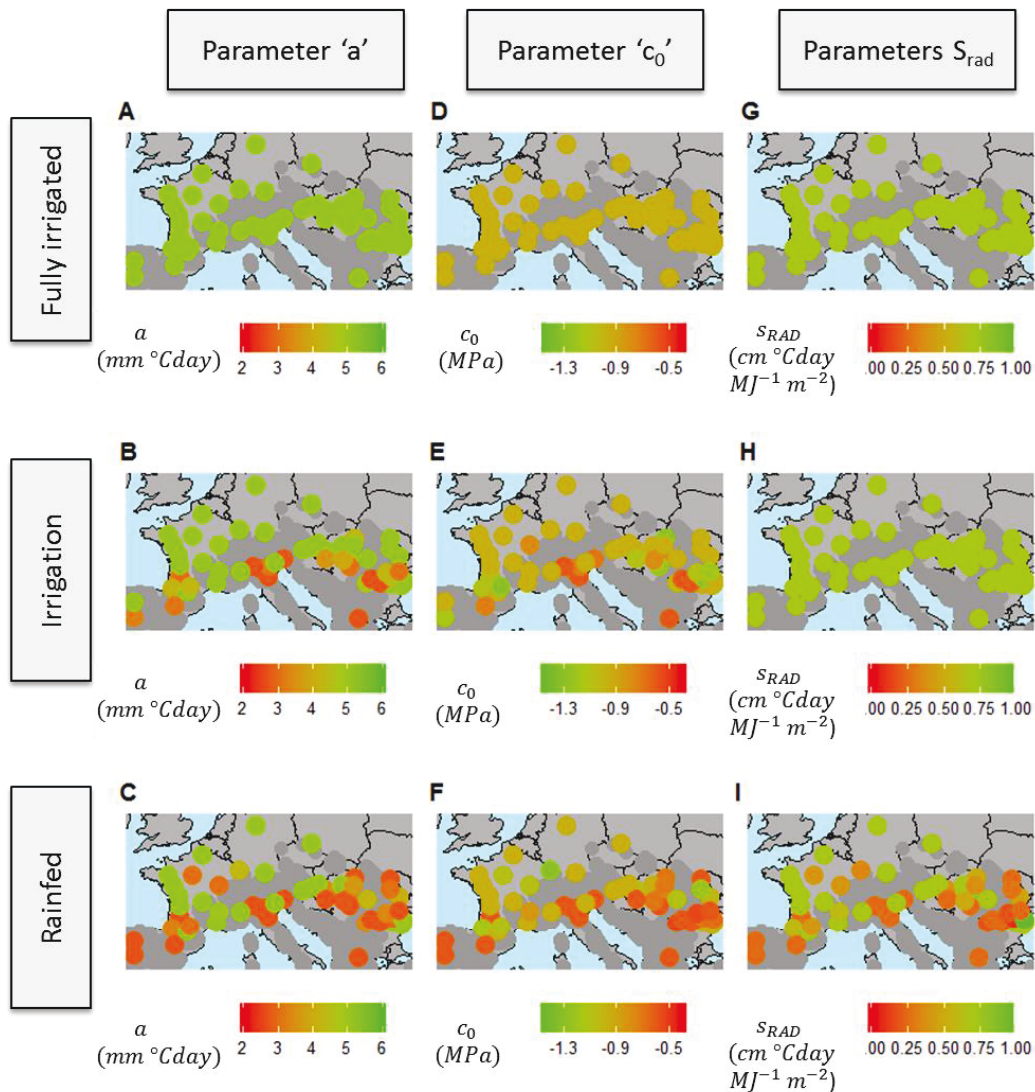 Parameter ‘a’
Parameter ‘c₀’
Parameters Sᵣₐd
Fully irrigated
A
D
G
a
(mm °Cday)
2 3 4 5 6
c₀
(MPa)
-1.3 -0.9 -0.5
s_RAD
(cm °Cday
MJ⁻¹ m⁻²)
.00 0.25 0.50 0.75 1.00
Irrigation
B
E
H
a
(mm °Cday)
2 3 4 5 6
c₀
(MPa)
-1.3 -0.9 -0.5
s_RAD
(cm °Cday
MJ⁻¹ m⁻²)
.00 0.25 0.50 0.75 1.00
Rainfed
C
F
I
a
(mm °Cday)
2 3 4 5 6
c₀
(MPa)
-1.3 -0.9 -0.5
s_RAD
(cm °Cday
MJ⁻¹ m⁻²)
.00 0.25 0.50 0.75 1.00